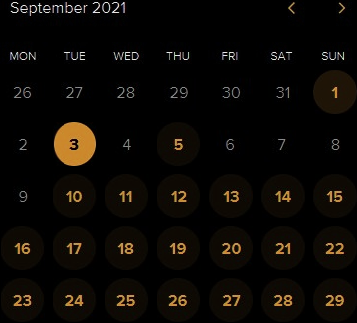 September 2021
MON TUE WED THU FRI SAT SUN
26 27 28 29 30 31 1
2 3 4 5 6 7 8
9 10 11 12 13 14 15
16 17 18 19 20 21 22
23 24 25 26 27 28 29